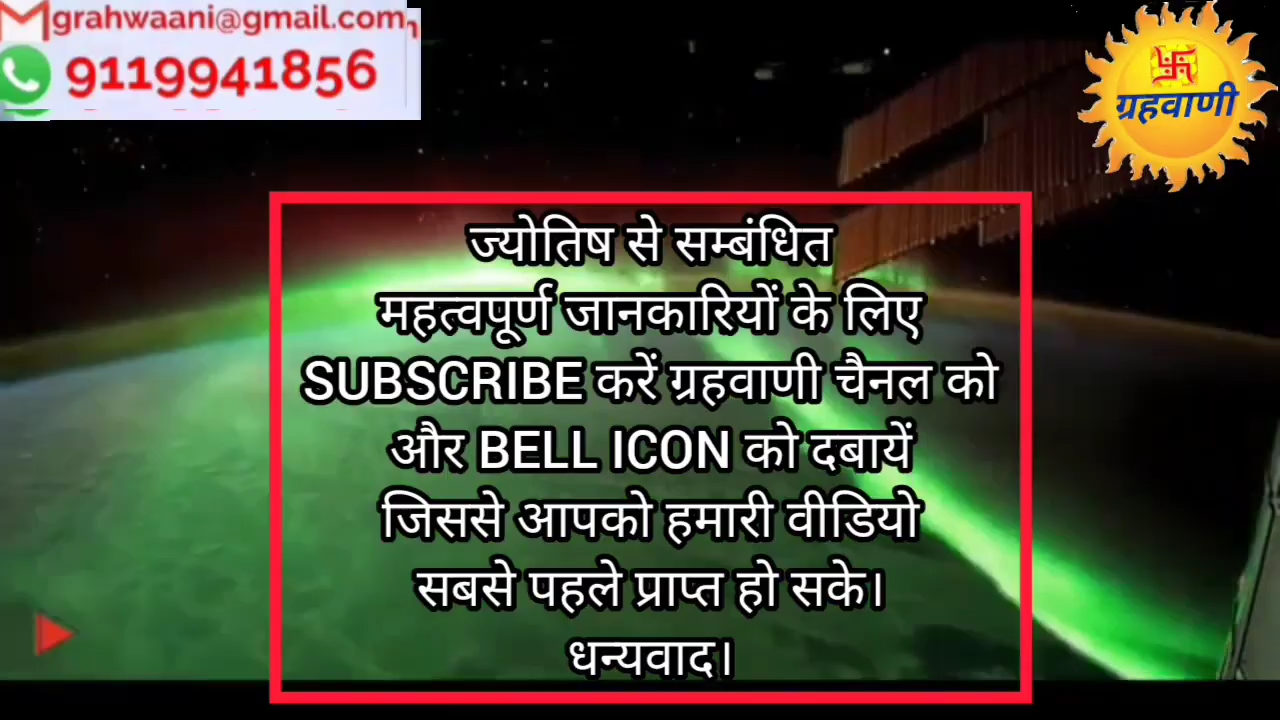 grahwaani@gmail.com
9119941856
ग्रहवाणी
ज्योतिष से सम्बंधित
महत्वपूर्ण जानकारियों के लिए
SUBSCRIBE करें ग्रहवाणी चैनल को
और BELL ICON को दबायें
जिससे आपको हमारी वीडियो
सबसे पहले प्राप्त हो सके।
धन्यवाद।